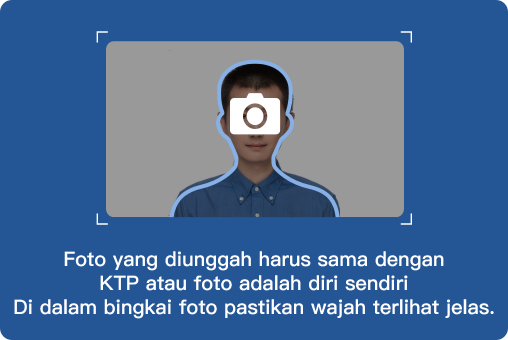 Foto yang diunggah harus sama dengan
KTP atau foto adalah diri sendiri
Di dalam bingkai foto pastikan wajah terlihat jelas.